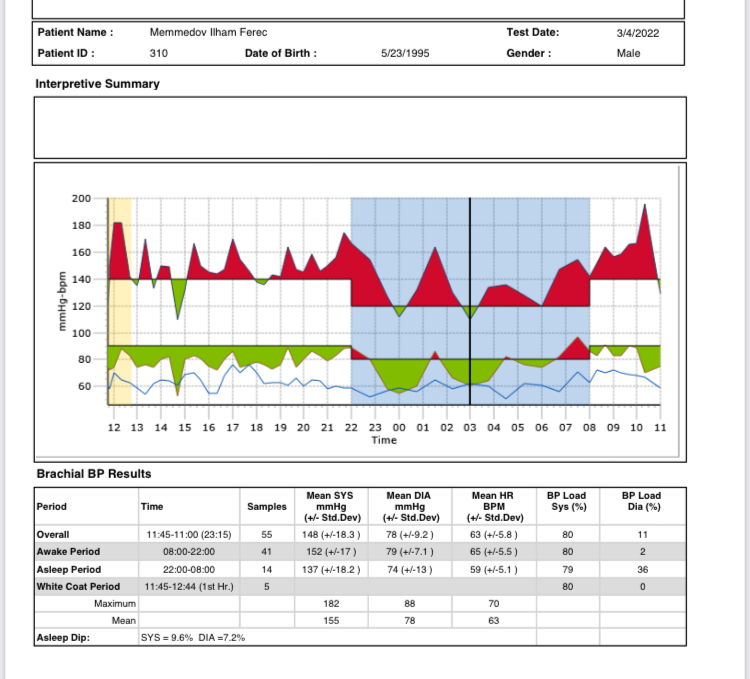 Patient Name : Memmedov Ilham Ferec Test Date: 3/4/2022
Patient ID : 310 Date of Birth : 5/23/1995 Gender : Male
Interpretive Summary
200
180
160
140
120
100
80
60
mmHg-bpm
12 13 14 15 16 17 18 19 20 21 22 23 00 01 02 03 04 05 06 07 08 09 10 11
Time
Brachial BP Results
Period Time Samples Mean SYS mmHg (+/- Std.Dev) Mean DIA mmHg (+/- Std.Dev) Mean HR BPM (+/- Std.Dev) BP Load Sys (%) BP Load Dia (%)
Overall 11:45-11:00 (23:15) 55 148 (+/-18.3 ) 78 (+/-9.2 ) 63 (+/-5.8 ) 80 11
Awake Period 08:00-22:00 41 152 (+/-17 ) 79 (+/-7.1 ) 65 (+/-5.5 ) 80 2
Asleep Period 22:00-08:00 14 137 (+/-18.2 ) 74 (+/-13 ) 59 (+/-5.1 ) 79 36
White Coat Period 11:45-12:44 (1st Hr.) 5 80 0
Maximum 182 88 70
Mean 155 78 63
Asleep Dip: SYS = 9.6% DIA =7.2%